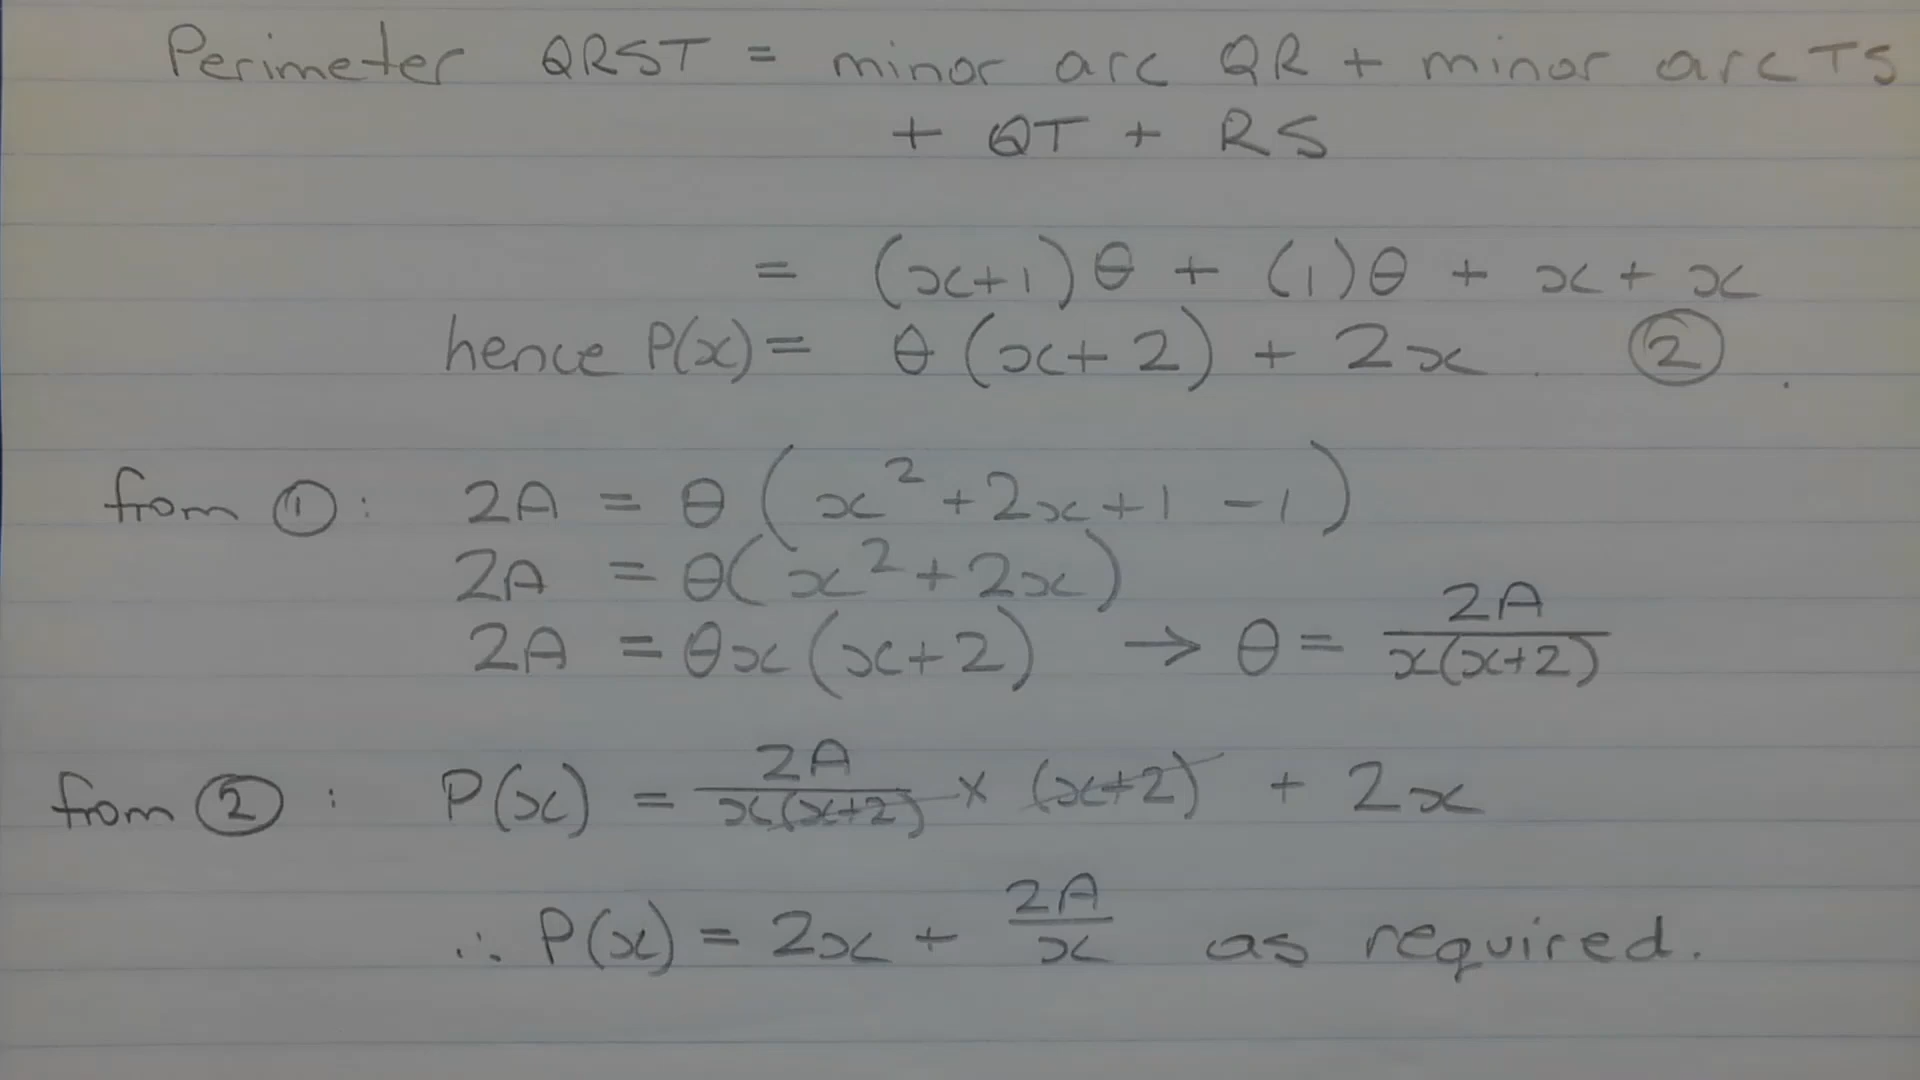 Perimeter QRST = minor arc QR + minor arc TS
+ QT + RS
= (x+1)θ + (1)θ + x + x
hence P(x) = θ(x+2) + 2x ②
from ①: 2A = θ(x² + 2x + 1 - 1)
2A = θ(x² + 2x)
2A = θx(x+2) → θ = 2A/x(x+2)
from ②: P(x) = 2A/x(x+2) × (x+2) + 2x
∴ P(x) = 2x + 2A/x as required.